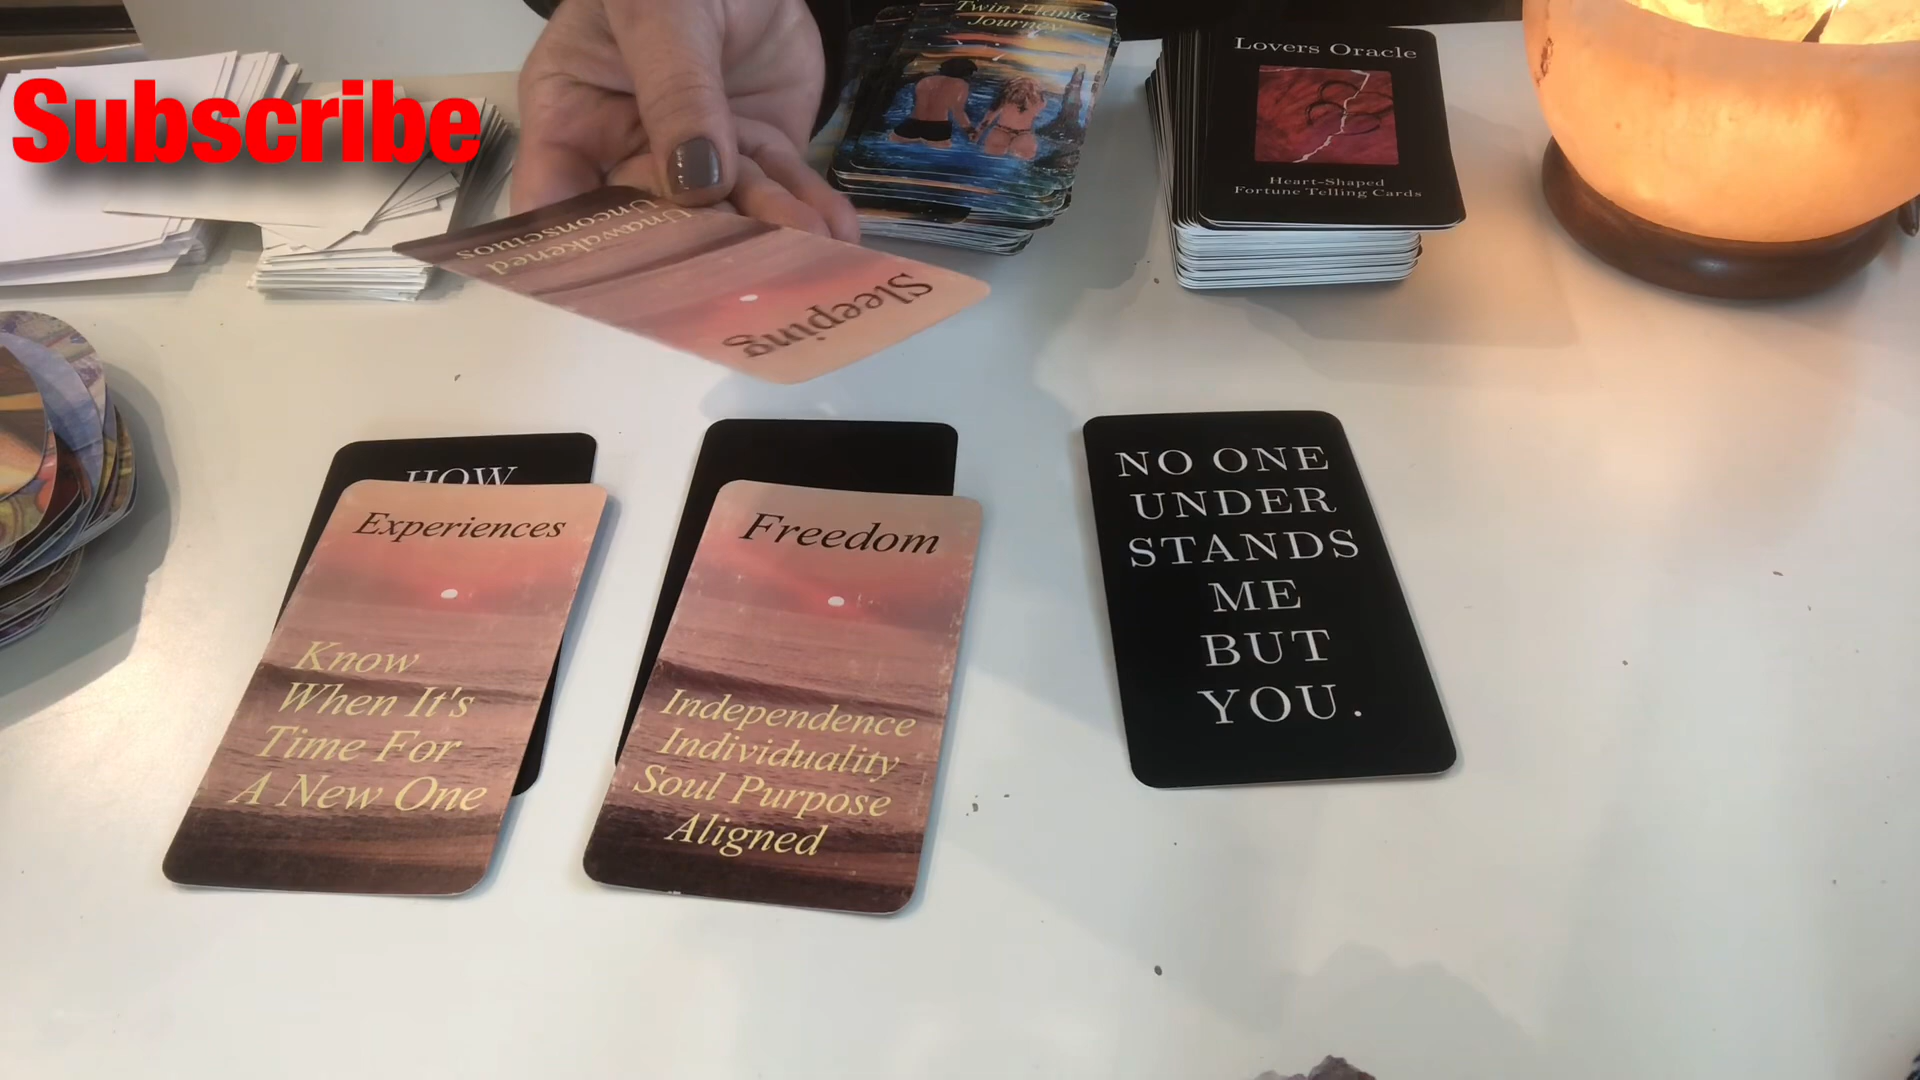 Subscribe
Twin Flame
Journey
Lovers Oracle
Heart-Shaped
Fortune Telling Cards
Sleeping
Unawakened
Unconscious
HOW
Experiences
Know
When It's
Time For
A New One
Freedom
Independence
Individuality
Soul Purpose
Aligned
NO ONE
UNDER
STANDS
ME
BUT
YOU.